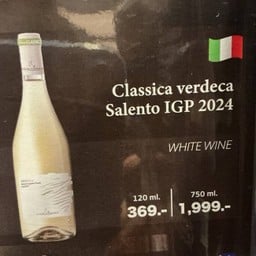 Classica verdeca
Salento IGP 2024
WHITE WINE
120 ml. 750 ml.
369.- 1,999.-